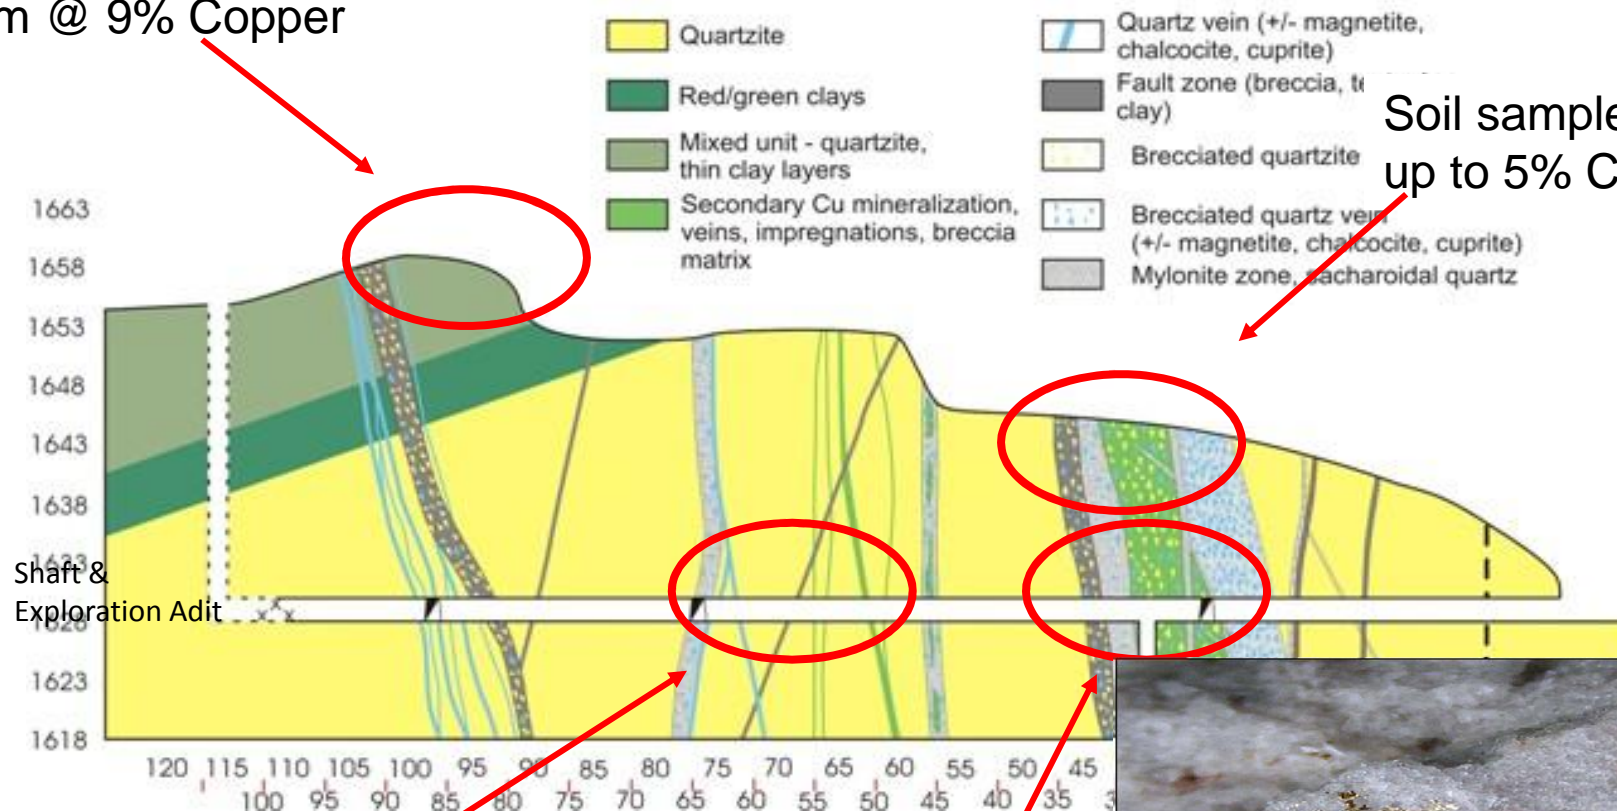 m @ 9% Copper
Quartzite
Red/green clays
Mixed unit - quartzite,
thin clay layers
Secondary Cu mineralization,
veins, impregnations, breccia
matrix
Quartz vein (+/- magnetite,
chalcocite, cuprite)
Fault zone (breccia, te
clay)
Brecciated quartzite
Brecciated quartz vein
(+/- magnetite, chalcocite, cuprite)
Mylonite zone, sacharoidal quartz
Soil sample
up to 5% C
1663
1658
1653
1648
1643
1638
1633
Shaft &
Exploration Adit
1628
1623
1618
120 115 110 105 100 95 90 85 80 75 70 65 60 55 50 45
100 95 90 85 80 75 70 65 60 55 50 45 40 35 3